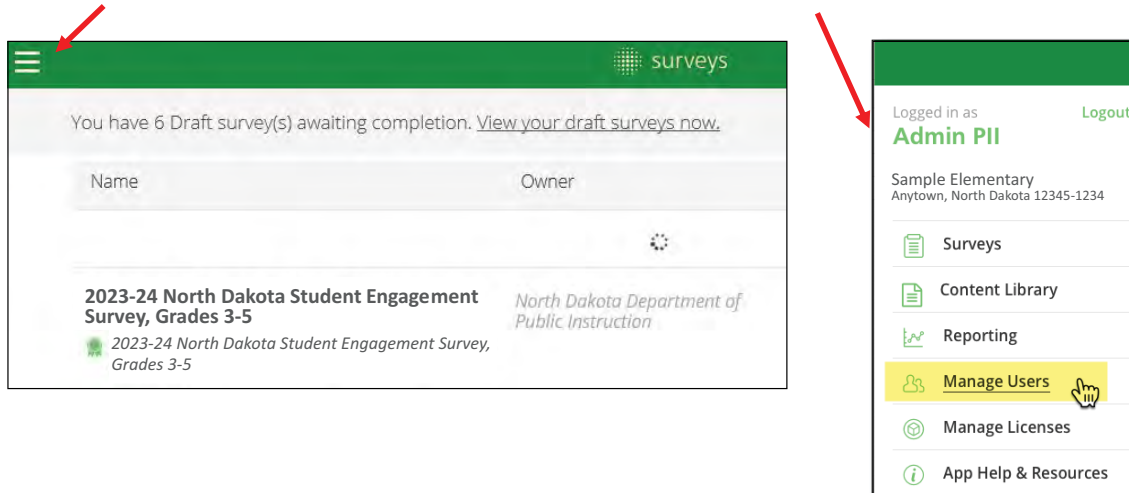 surveys
You have 6 Draft survey(s) awaiting completion. View your draft surveys now.
Name Owner
2023-24 North Dakota Student Engagement
Survey, Grades 3-5
North Dakota Department of
Public Instruction
2023-24 North Dakota Student Engagement Survey,
Grades 3-5
Logged in as Logout
Admin PII
Sample Elementary
Anytown, North Dakota 12345-1234
Surveys
Content Library
Reporting
Manage Users
Manage Licenses
App Help & Resources